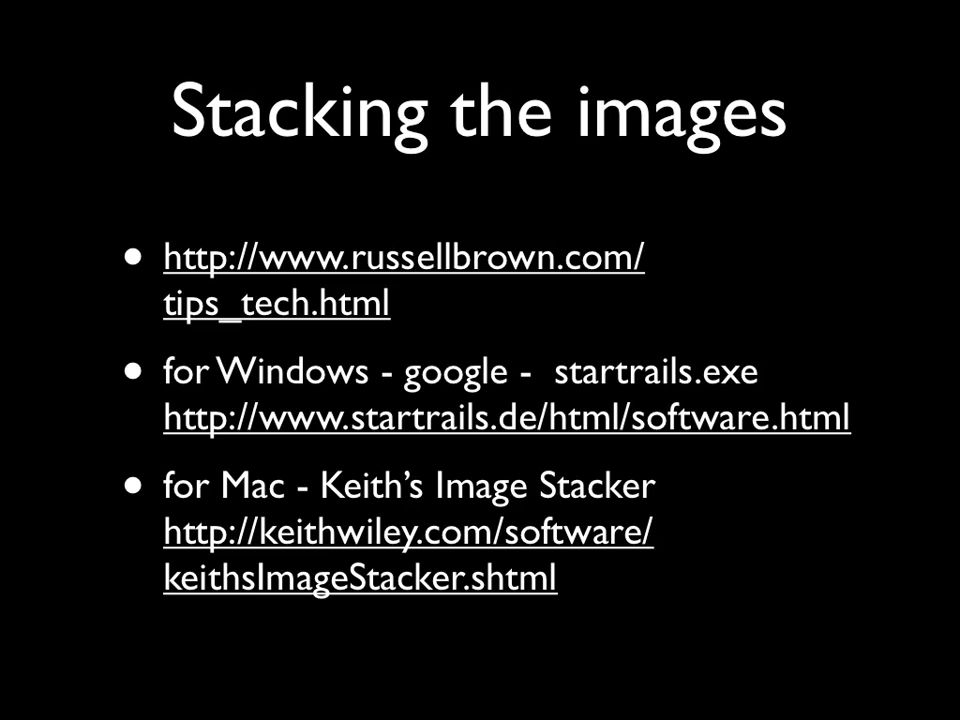 Stacking the images
• http://www.russellbrown.com/
tips_tech.html
• for Windows - google -  startrails.exe
http://www.startrails.de/html/software.html
• for Mac - Keith’s Image Stacker
http://keithwiley.com/software/
keithsImageStacker.shtml